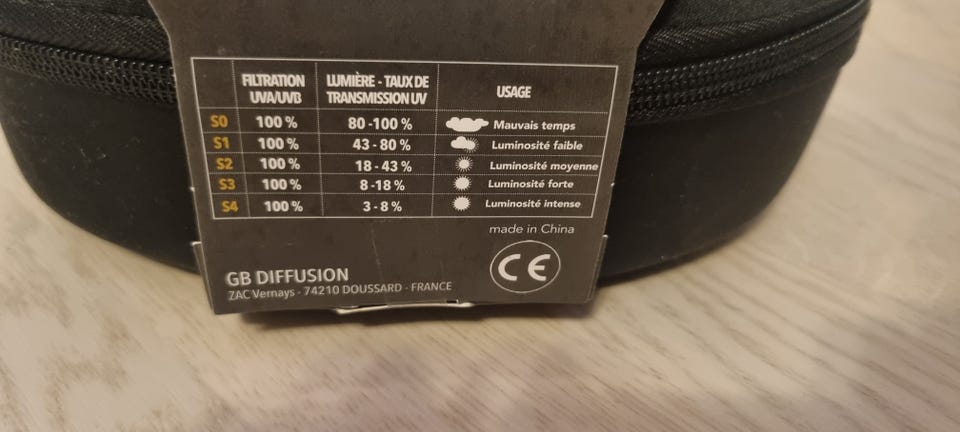 FILTRATION UVA/UVB LUMIÈRE - TAUX DE TRANSMISSION UV USAGE
S0 100 % 80 -100 % Mauvais temps
S1 100 % 43 - 80 % Luminosité faible
S2 100 % 18 - 43 % Luminosité moyenne
S3 100 % 8 -18 % Luminosité forte
S4 100 % 3 - 8 % Luminosité intense
made in China
CE
GB DIFFUSION
ZAC Vernays - 74210 DOUSSARD - FRANCE